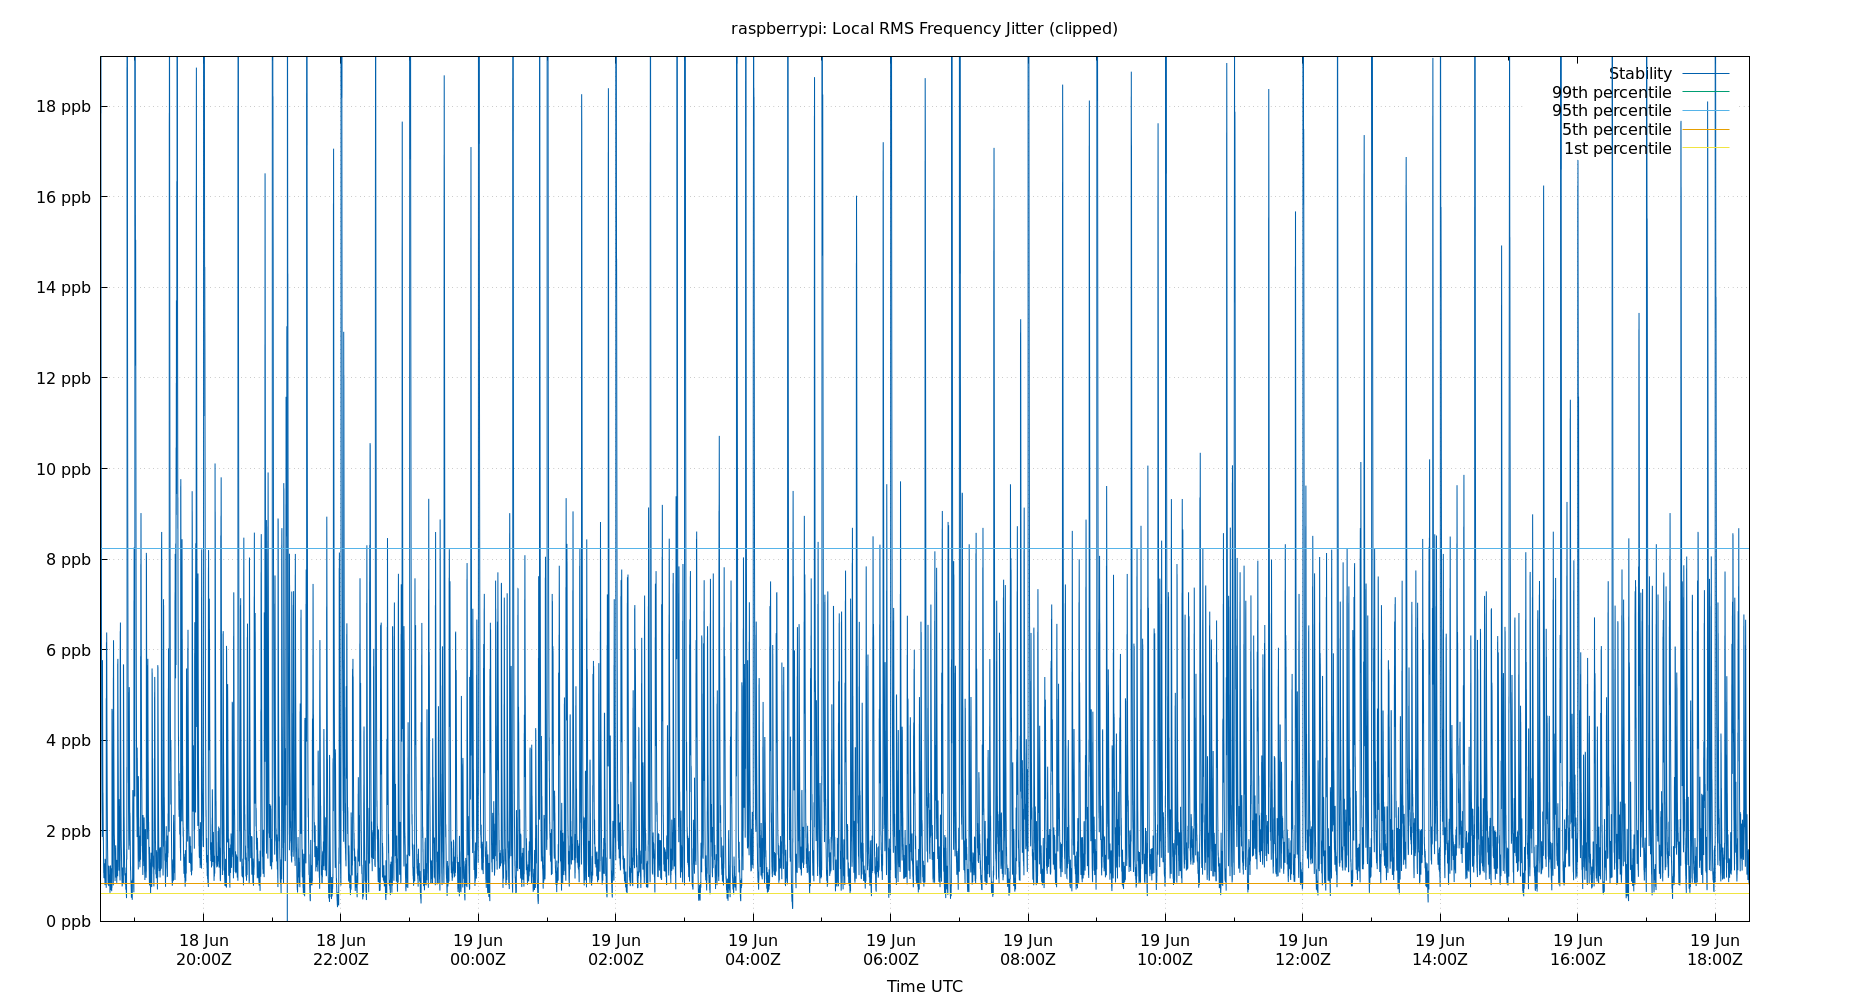 raspberrypi: Local RMS Frequency Jitter (clipped)
Stability
99th percentile
95th percentile
5th percentile
1st percentile
18 ppb
16 ppb
14 ppb
12 ppb
10 ppb
8 ppb
6 ppb
4 ppb
2 ppb
0 ppb
18 Jun 18 Jun 19 Jun 19 Jun 19 Jun 19 Jun 19 Jun 19 Jun 19 Jun 19 Jun 19 Jun 19 Jun
20:00Z 22:00Z 00:00Z 02:00Z 04:00Z 06:00Z 08:00Z 10:00Z 12:00Z 14:00Z 16:00Z 18:00Z
Time UTC